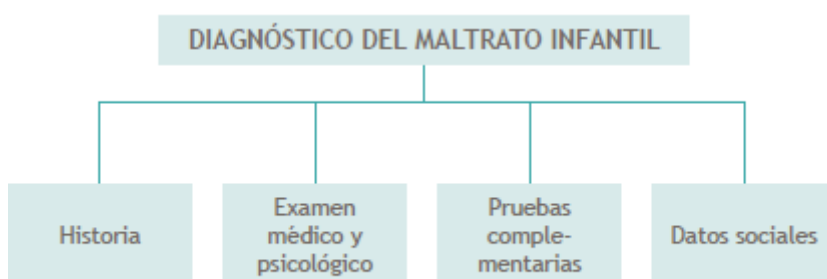 DIAGNÓSTICO DEL MALTRATO INFANTIL
Historia
Examen
médico y
psicológico
Pruebas
comple-
mentarias
Datos sociales